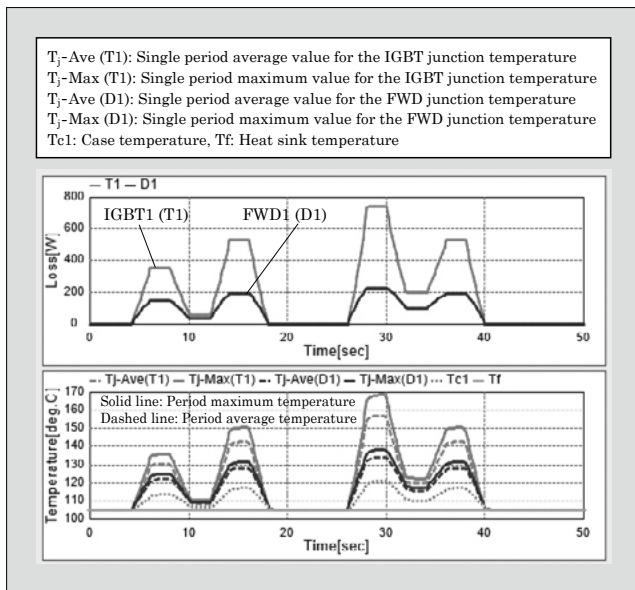 Tj-Ave (T1): Single period average value for the IGBT junction temperature
Tj-Max (T1): Single period maximum value for the IGBT junction temperature
Tj-Ave (D1): Single period average value for the FWD junction temperature
Tj-Max (D1): Single period maximum value for the FWD junction temperature
Tc1: Case temperature, Tf: Heat sink temperature
T1 D1
800
IGBT1 (T1)
FWD1 (D1)
600
400
200
0
Loss[W]
0 10 20 30 40 50
Time[sec]
Tj-Ave(T1) Tj-Max(T1) Tj-Ave(D1) Tj-Max(D1) Tc1 Tf
170
Solid line: Period maximum temperature
160
Dashed line: Period average temperature
150
140
130
120
110
100
Temperature[deg.C]
0 10 20 30 40 50
Time[sec]